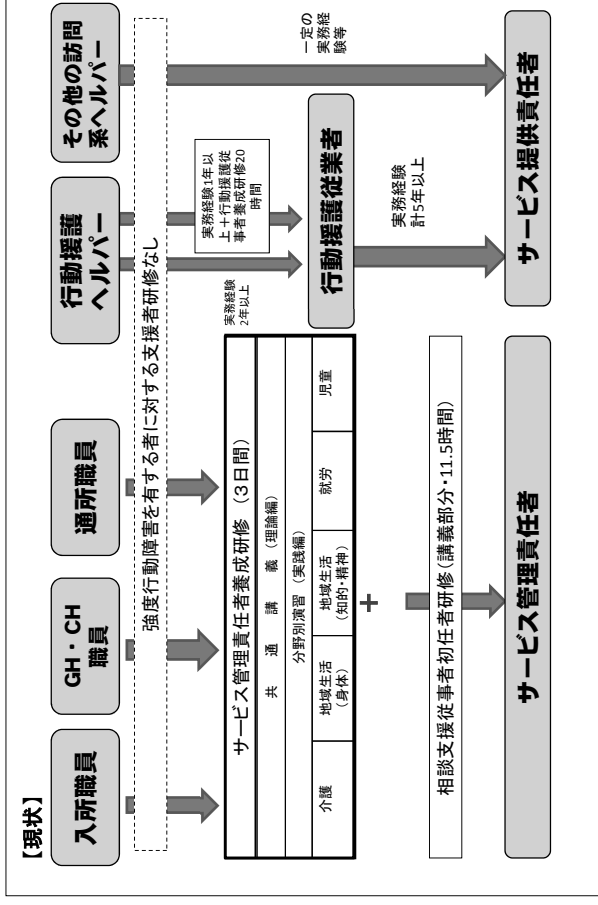 【現状】
入所職員
GH・CH
職員
通所職員
行動援護
ヘルパー
その他の訪問
系ヘルパー
強度行動障害を有する者に対する支援者研修なし
サービス管理責任者養成研修（３日間）
共　通　講　義（理論編）
分野別演習（実践編）
介護
地域生活
（身体）
地域生活
（知的・精神）
就労
児童
＋
相談支援従事者初任者研修（講義部分・11.5時間）
サービス管理責任者
実務経験
2年以上
実務経験1年以
上＋行動援護従
事者養成研修20
時間
行動援護従業者
実務経験
計5年以上
一定の
実務経
験等
サービス提供責任者